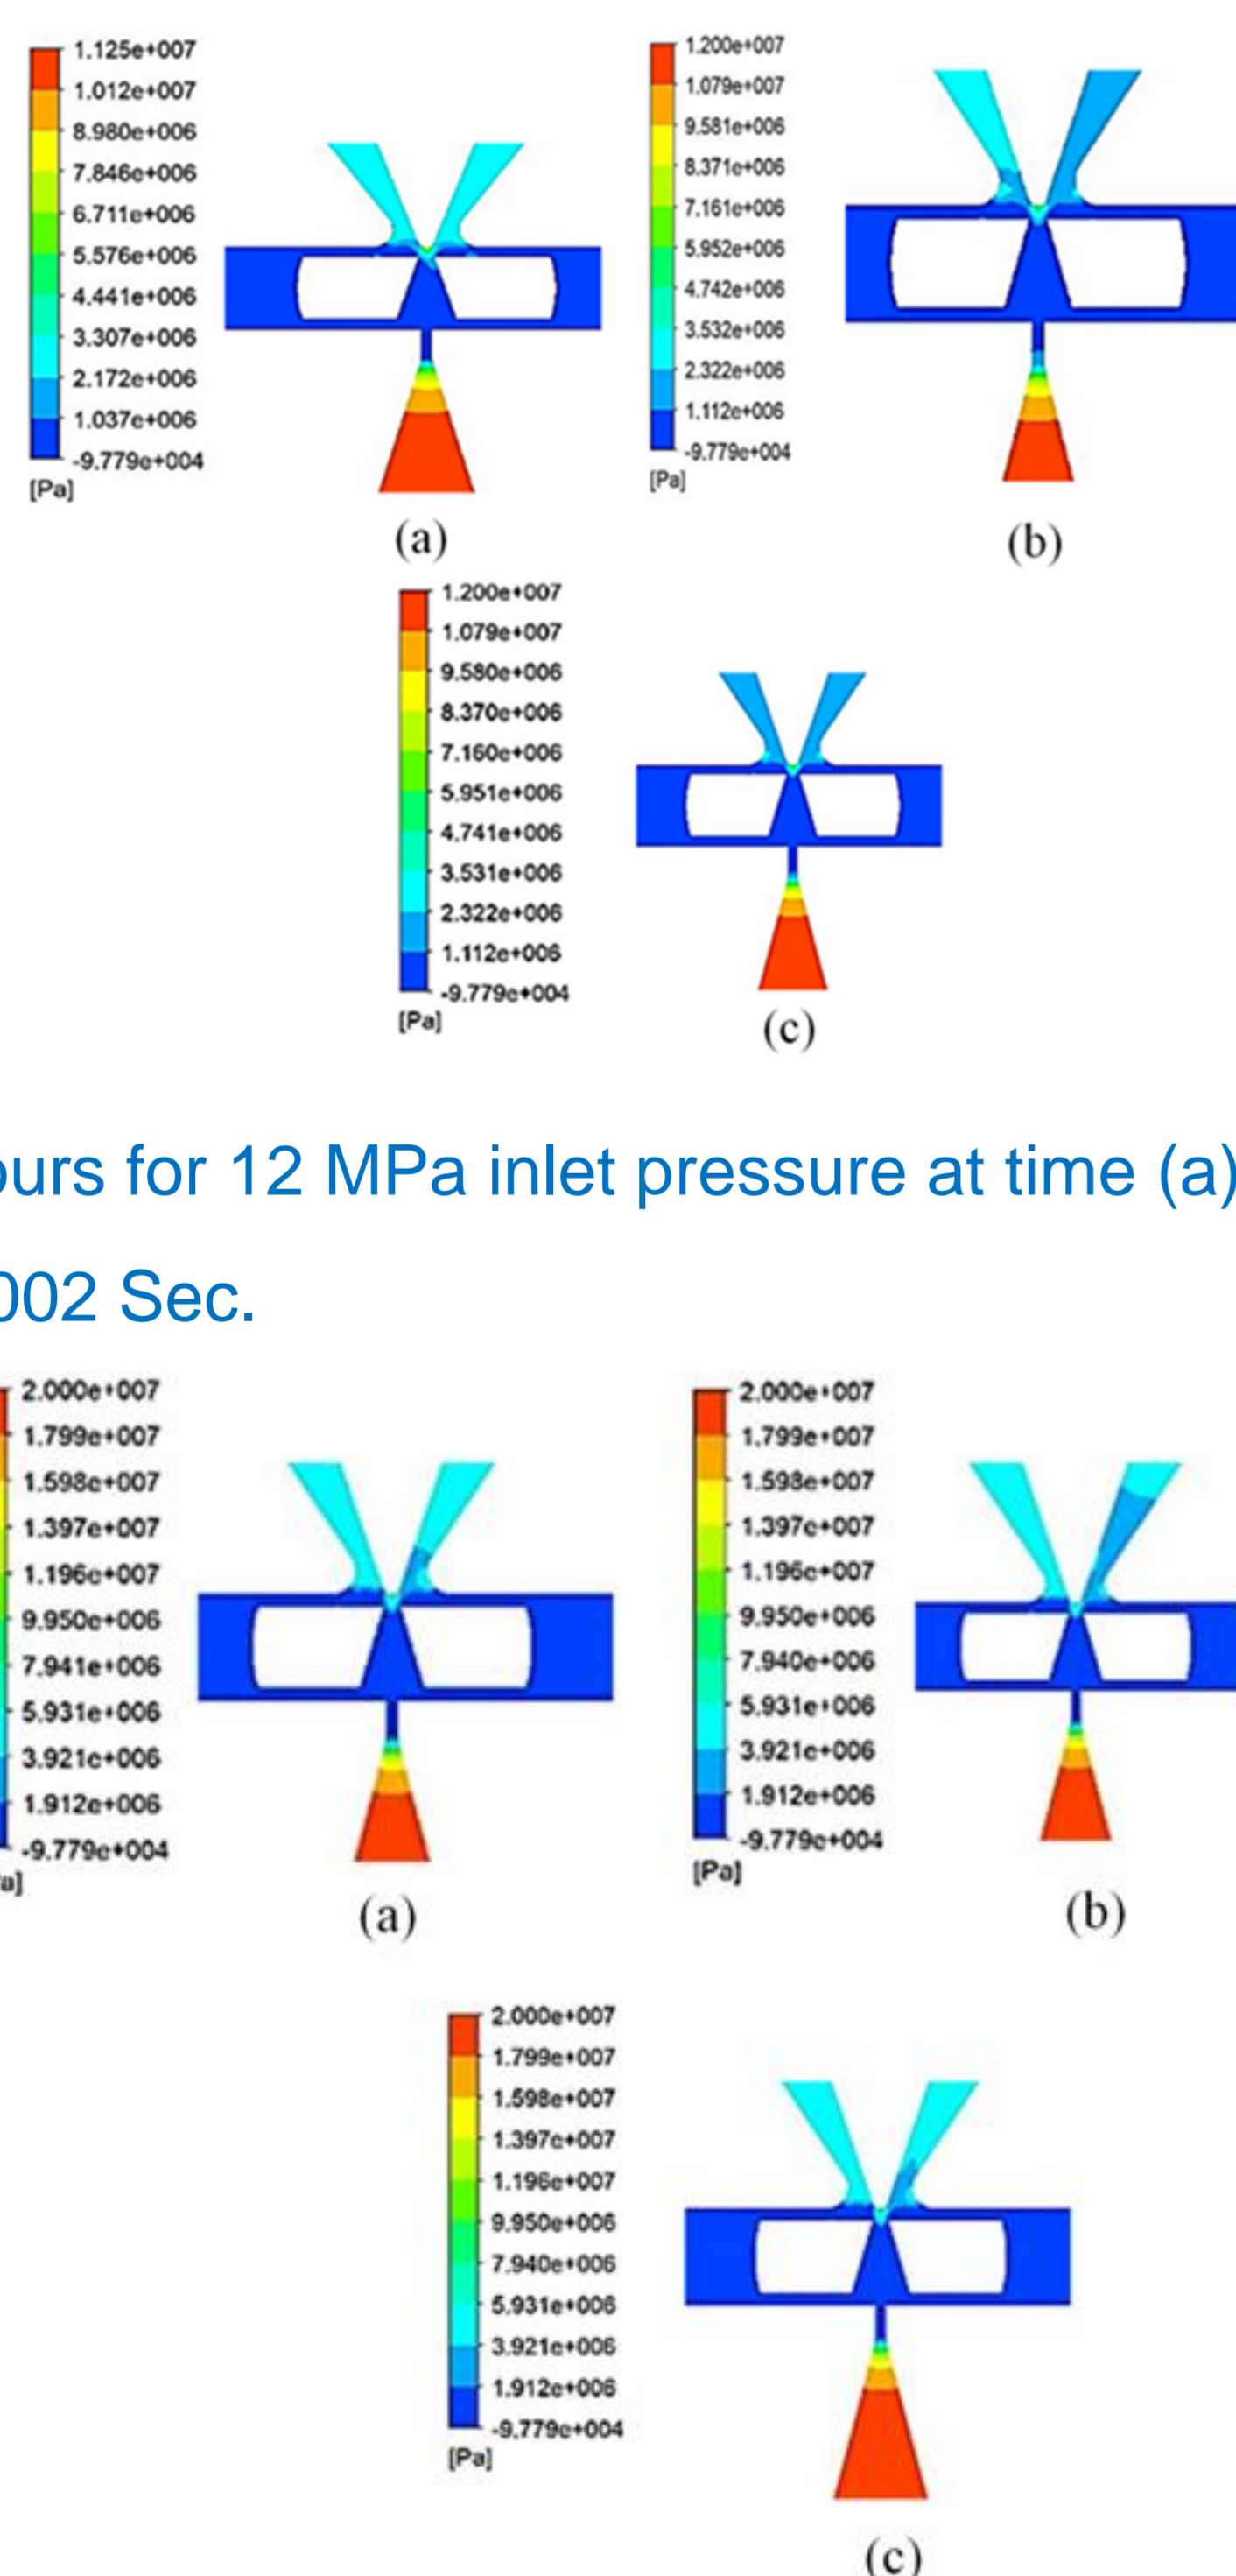 1.125e+007
1.012e+007
8.980e+006
7.846e+006
6.711e+006
5.576e+006
4.441e+006
3.307e+006
2.172e+006
1.037e+006
-9.779e+004
[Pa]
(a)
1.200e+007
1.079e+007
9.581e+006
8.371e+006
7.161e+006
5.952e+006
4.742e+006
3.532e+006
2.322e+006
1.112e+006
-9.779e+004
[Pa]
(b)
1.200e+007
1.079e+007
9.580e+006
8.370e+006
7.160e+006
5.951e+006
4.741e+006
3.531e+006
2.322e+006
1.112e+006
-9.779e+004
[Pa]
(c)
ours for 12 MPa inlet pressure at time (a)
002 Sec.
2.000e+007
1.799e+007
1.598e+007
1.397e+007
1.196e+007
9.950e+006
7.941e+006
5.931e+006
3.921e+006
1.912e+006
-9.779e+004
a]
(a)
2.000e+007
1.799e+007
1.598e+007
1.397e+007
1.196e+007
9.950e+006
7.940e+006
5.931e+006
3.921e+006
1.912e+006
-9.779e+004
[Pa]
(b)
2.000e+007
1.799e+007
1.598e+007
1.397e+007
1.196e+007
9.950e+006
7.940e+006
5.931e+006
3.921e+006
1.912e+006
-9.779e+004
[Pa]
(c)